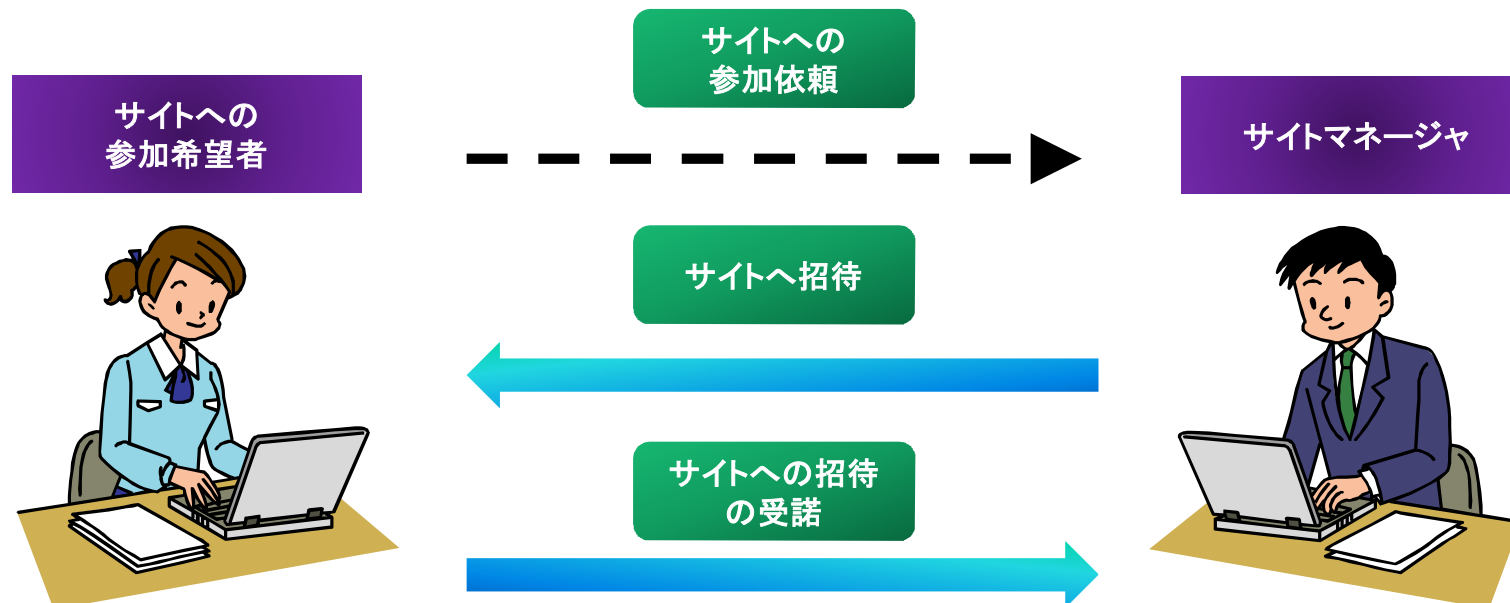 サイトへの
参加依頼
サイトへの
参加希望者
サイトマネージャ
サイトへ招待
サイトへの招待
の受諾